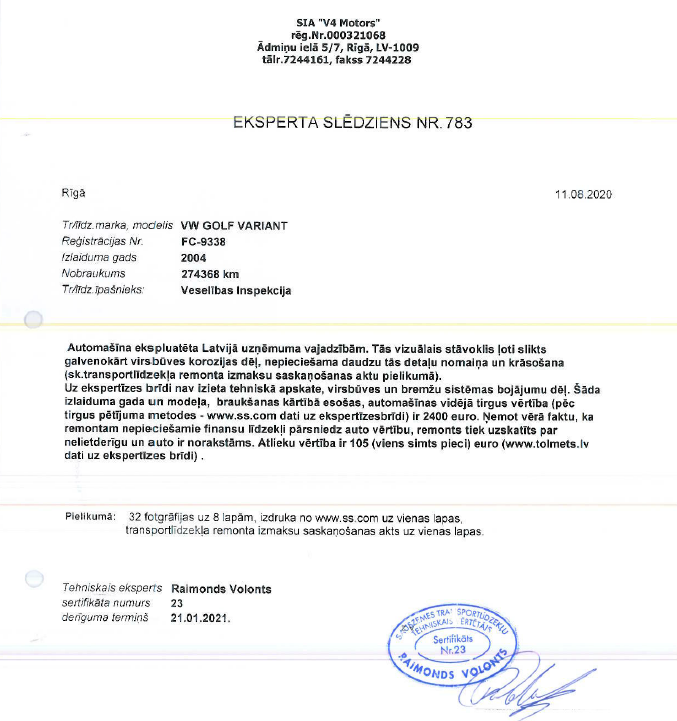 SIA "V4 Motors"
rēg.Nr.000321068
Ādmiņu ielā 5/7, Rīgā, LV-1009
tālr.7244161, fakss 7244228
EKSPERTA SLĒDZIENS NR.783
Rīgā 11.08.2020
Tr/līdz.marka, modelis VW GOLF VARIANT
Reģistrācijas Nr. FC-9338
Izlaiduma gads 2004
Nobraukums 274368 km
Tr/līdz.īpašnieks: Veselības Inspekcija
Automašīna ekspluatēta Latvijā uzņēmuma vajadzībām. Tās vizuālais stāvoklis ļoti slikts
galvenokārt virsbūves korozijas dēļ, nepieciešama daudzu tās detaļu nomaiņa un krāsošana
(sk.transportlīdzekļa remonta izmaksu saskaņošanas aktu pielikumā).
Uz ekspertīzes brīdi nav izieta tehniskā apskate, virsbūves un bremžu sistēmas bojājumu dēļ. Šāda
izlaiduma gada un modeļa, braukšanas kārtībā esošas, automašīnas vidējā tirgus vērtība (pēc
tirgus pētījuma metodes - www.ss.com dati uz ekspertīzesbrīdi) ir 2400 euro. Ņemot vērā faktu, ka
remontam nepieciešamie finansu līdzekļi pārsniedz auto vērtību, remonts tiek uzskatīts par
nelietderīgu un auto ir norakstāms. Atlieku vērtība ir 105 (viens simts pieci) euro (www.tolmets.lv
dati uz ekspertīzes brīdi) .
Pielikumā: 32 fotgrāfijas uz 8 lapām, izdruka no www.ss.com uz vienas lapas,
transportlīdzekļa remonta izmaksu saskaņošanas akts uz vienas lapas.
Tehniskais eksperts Raimonds Volonts
sertifikāta numurs 23
derīguma termiņš 21.01.2021.
TEHNISKAIS
Sertifikāts
Nr.23
RAIMONDS VOLONTS